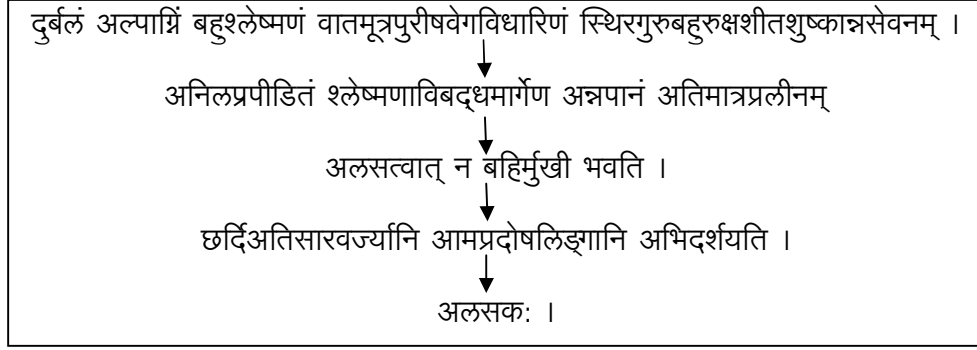 दुर्बलं अल्पाग्निं बहुश्लेष्मणं वातमूत्रपुरीषवेगविधारिणं स्थिरगुरुबहुरुक्षशीतशुष्कान्नसेवनम् ।
अनिलप्रपीडितं श्लेष्मणाविबद्धमार्गेण अन्नपानं अतिमात्रप्रलीनम्
अलसत्वात् न बहिर्मुखी भवति ।
छर्दिअतिसारवर्ज्यानि आमप्रदोषलिङ्गानि अभिदर्शयति ।
अलसक: ।